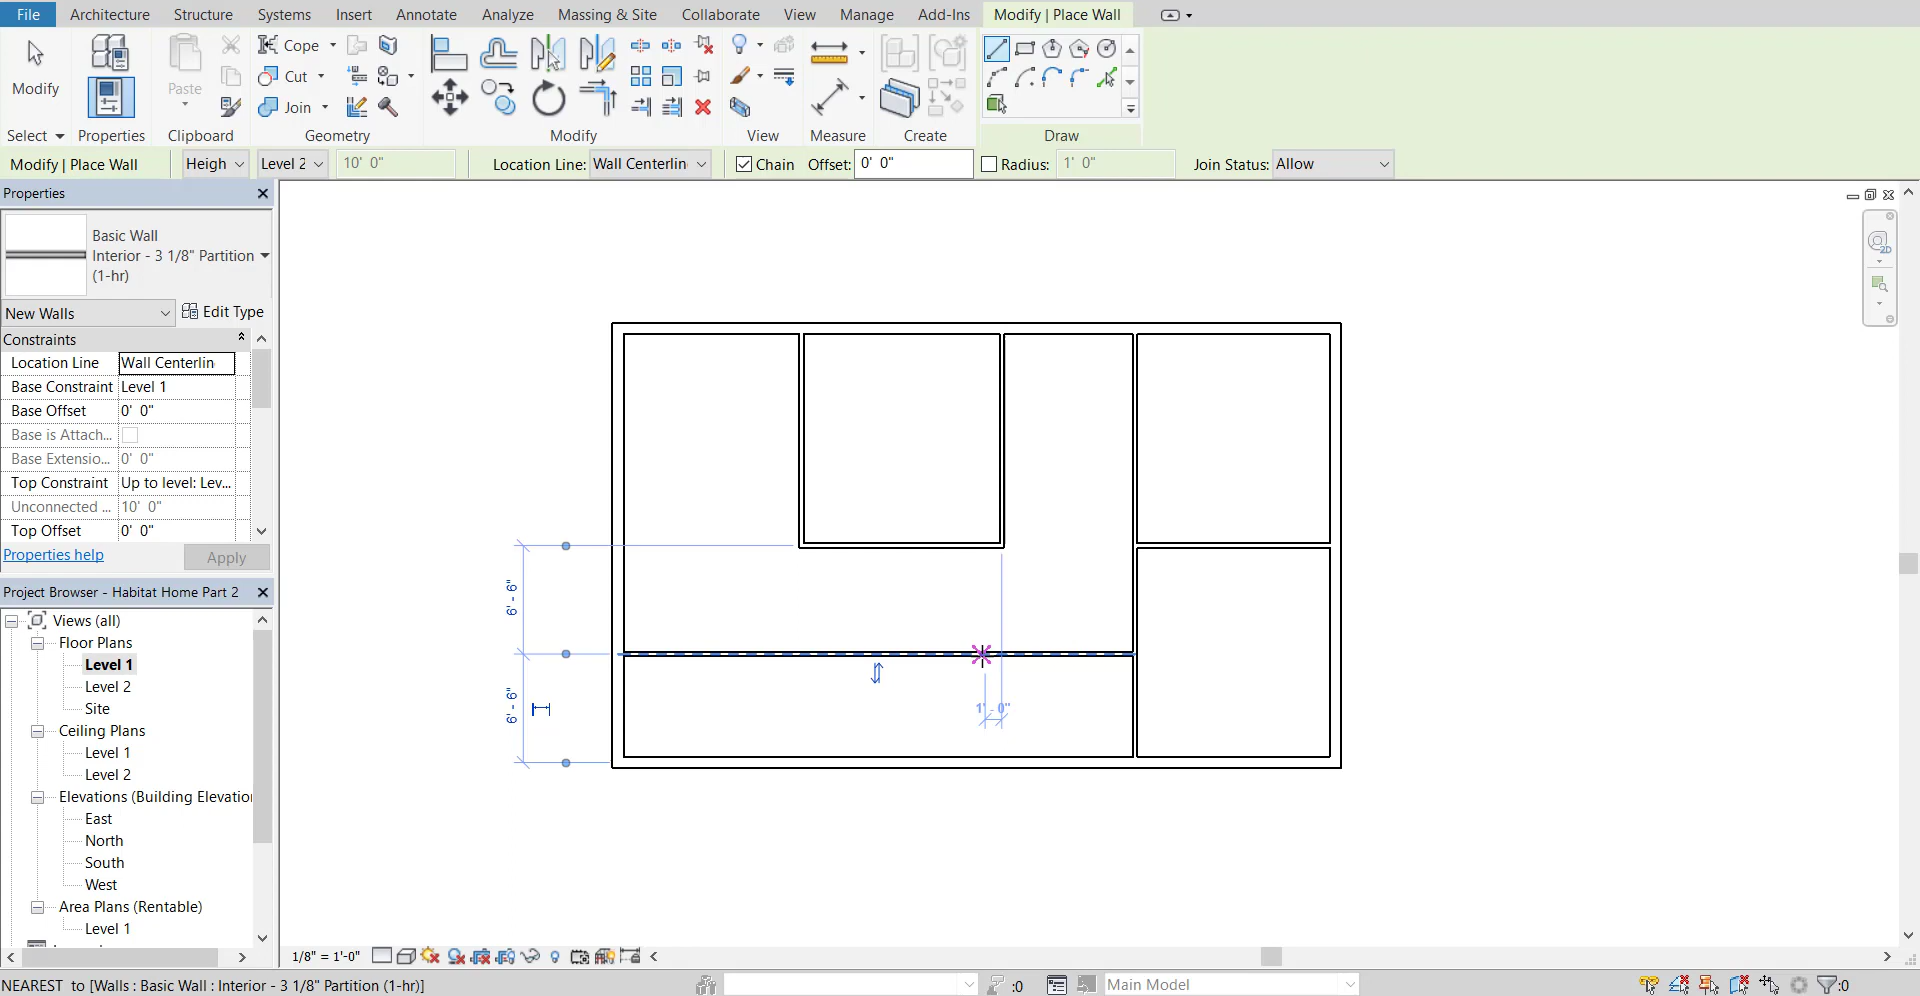 File Architecture Structure Systems Insert Annotate Analyze Massing & Site Collaborate View Manage Add-Ins Modify | Place Wall
Cope
Cut
Join
Modify
Paste
Select Properties Clipboard Geometry Modify View Measure Create Draw
Modify | Place Wall Heigh Level 2 10' 0" Location Line: Wall Centerlin Chain Offset: 0' 0" Radius: 1' 0" Join Status: Allow
Properties
Basic Wall
Interior - 3 1/8" Partition
(1-hr)
New Walls Edit Type
Constraints
Location Line Wall Centerlin
Base Constraint Level 1
Base Offset 0' 0"
Base is Attach...
Base Extensio... 0' 0"
Top Constraint Up to level: Lev...
Unconnected ... 10' 0"
Top Offset 0' 0"
Properties help Apply
Project Browser - Habitat Home Part 2
Views (all)
Floor Plans
Level 1
Level 2
Site
Ceiling Plans
Level 1
Level 2
Elevations (Building Elevation
East
North
South
West
Area Plans (Rentable)
Level 1
6' - 6"
6' - 6"
1' - 0"
2D
1/8" = 1'-0"
NEAREST to [Walls : Basic Wall : Interior - 3 1/8" Partition (1-hr)] :0 Main Model :0